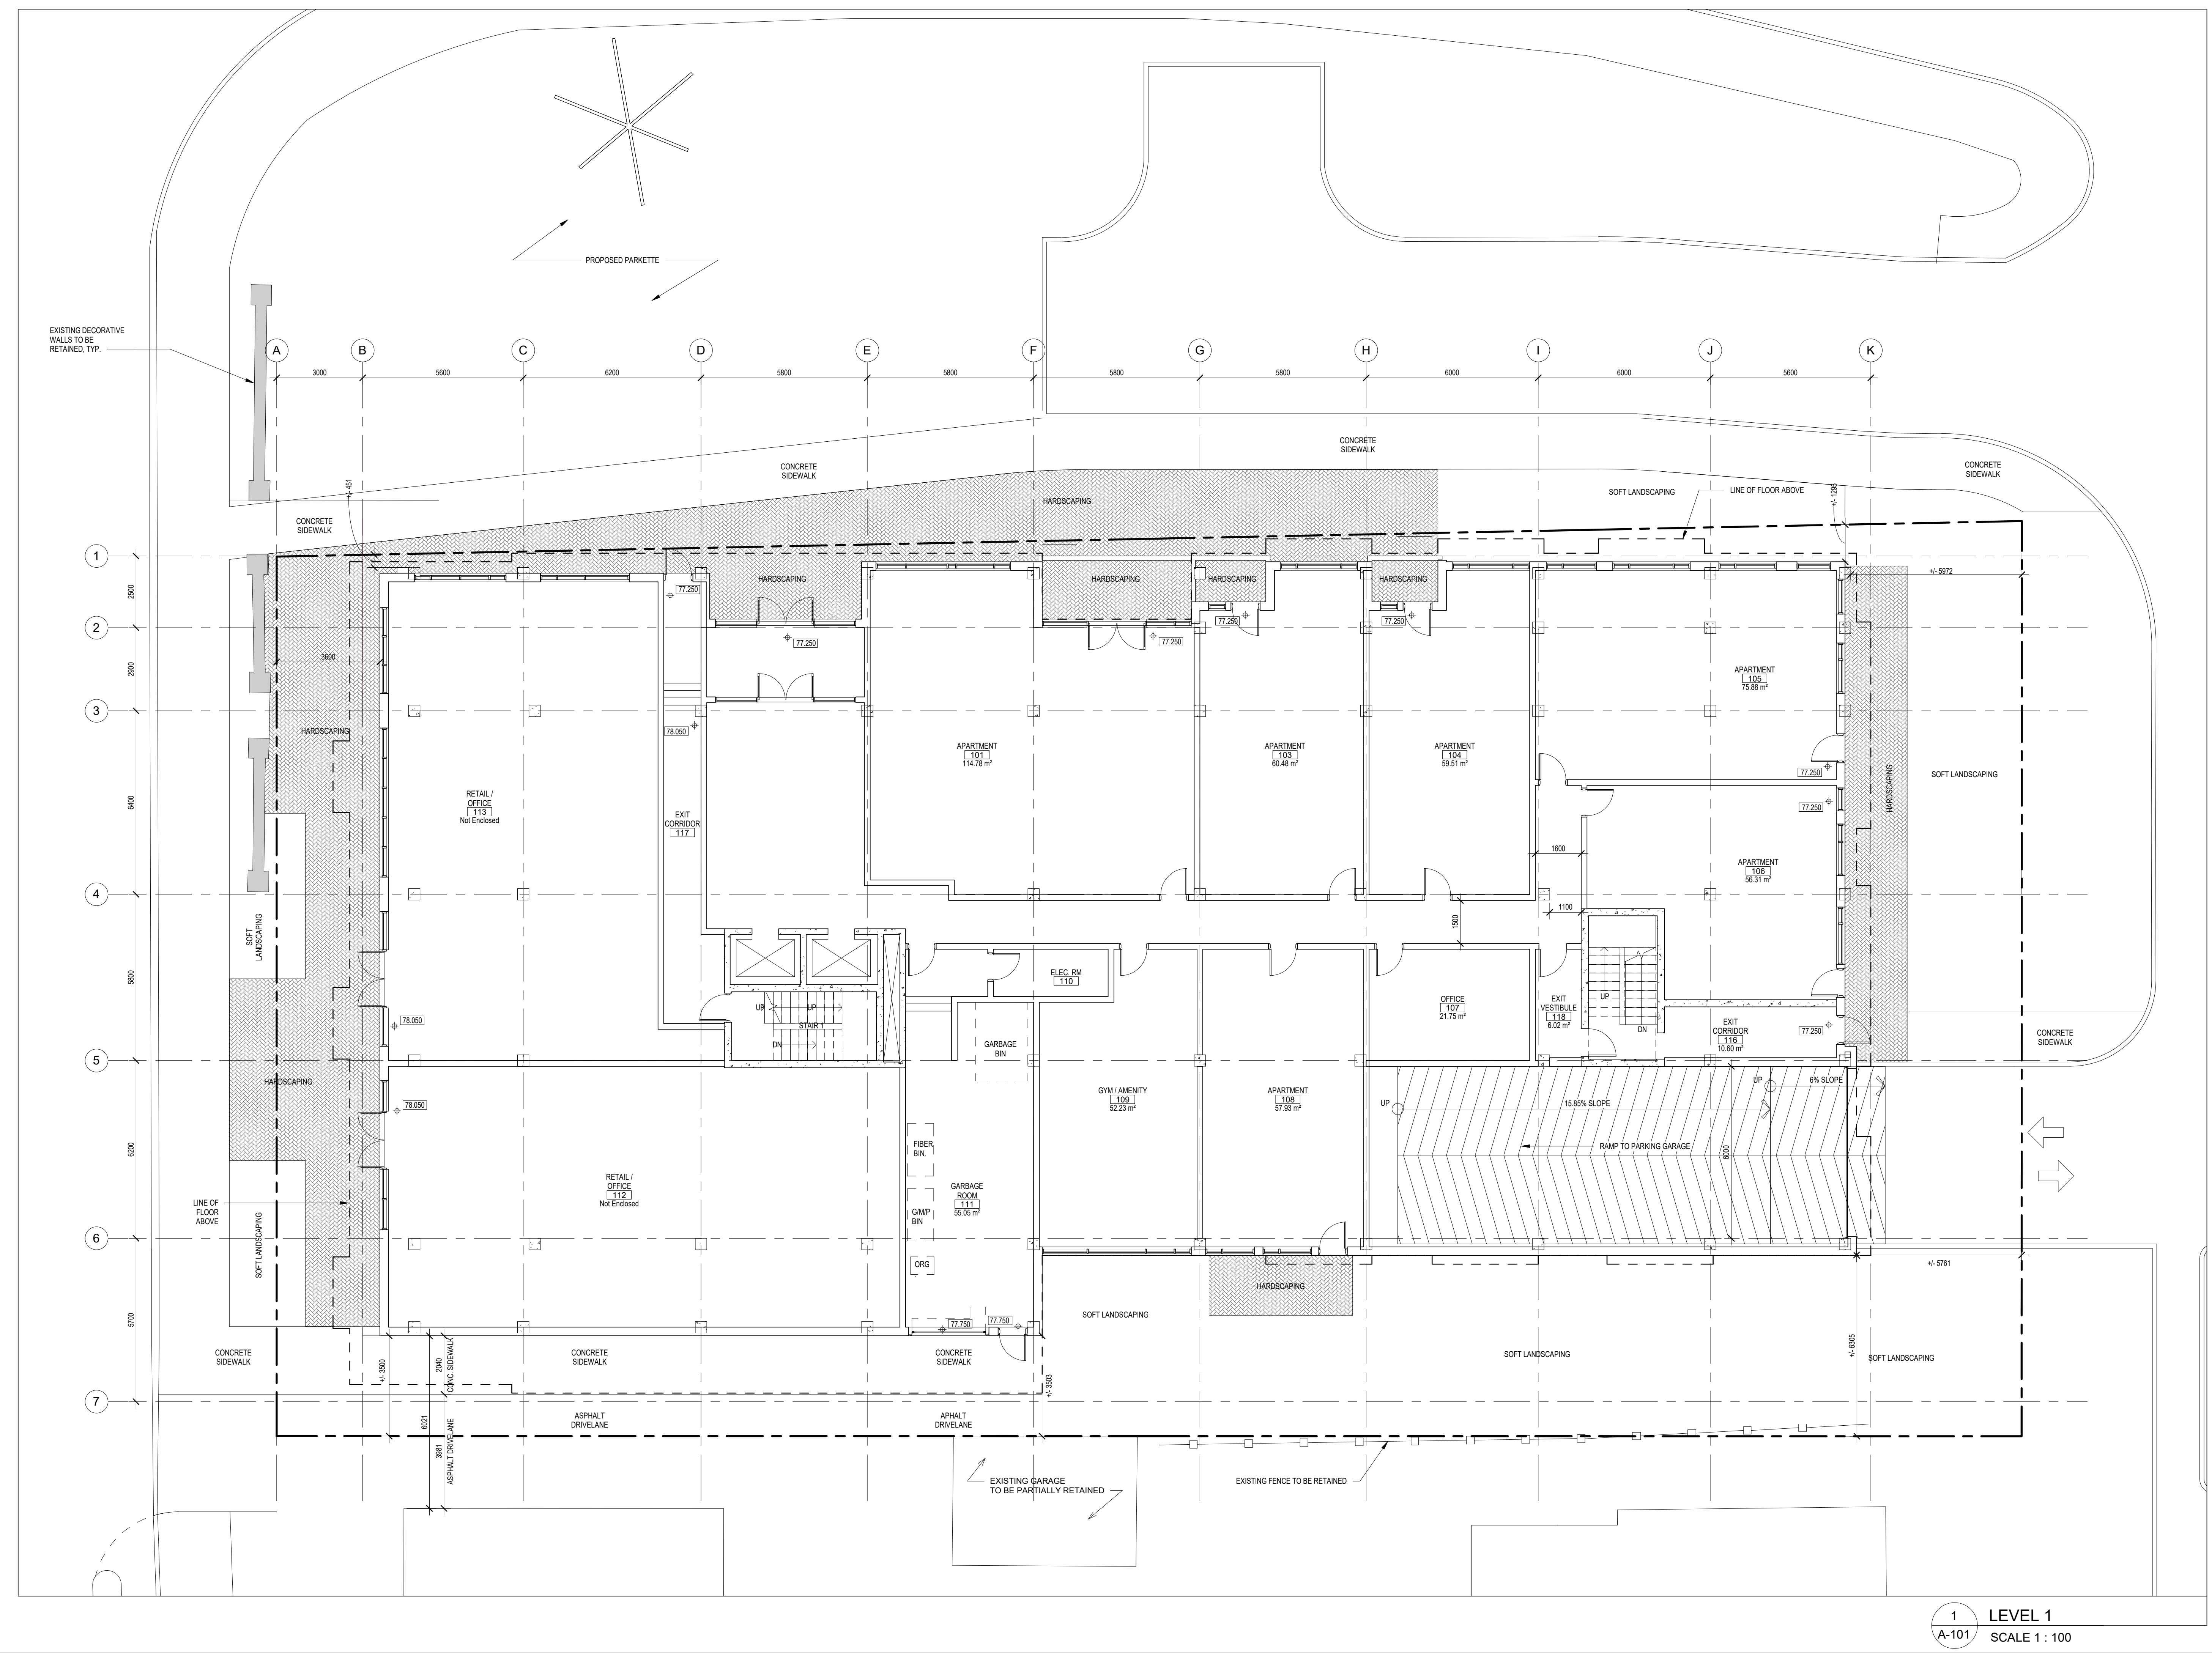 PROPOSED PARKETTE
EXISTING DECORATIVE
WALLS TO BE
RETAINED, TYP.
A
B
C
D
E
F
G
H
I
J
K
3000
5600
6200
5800
5800
5800
5800
6000
6000
5600
CONCRETE
SIDEWALK
CONCRETE
SIDEWALK
CONCRETE
SIDEWALK
CONCRETE
SIDEWALK
+/- 451
HARDSCAPING
SOFT LANDSCAPING
LINE OF FLOOR ABOVE
+/- 1295
1
2
3
4
5
6
7
2500
2900
6400
5800
6200
5700
+/- 5972
HARDSCAPING
HARDSCAPING
HARDSCAPING
HARDSCAPING
77.250
77.250
77.250
77.250
77.250
3600
HARDSCAPING
78.050
APARTMENT
101
114.78 m²
APARTMENT
103
60.48 m²
APARTMENT
104
59.51 m²
APARTMENT
105
75.88 m²
77.250
77.250
HARDSCAPING
SOFT LANDSCAPING
RETAIL /
OFFICE
113
Not Enclosed
EXIT
CORRIDOR
117
1600
APARTMENT
106
56.31 m²
1100
1500
SOFT
LANDSCAPING
ELEC. RM
110
OFFICE
107
21.75 m²
EXIT
VESTIBULE
118
6.02 m²
UP
DN
EXIT
CORRIDOR
116
10.60 m²
77.250
CONCRETE
SIDEWALK
UP
UP
STAIR 1
DN
78.050
GARBAGE
BIN
HARDSCAPING
78.050
GYM / AMENITY
109
52.23 m²
APARTMENT
108
57.93 m²
UP
15.85% SLOPE
UP
6% SLOPE
RAMP TO PARKING GARAGE
6000
FIBER
BIN.
G/M/P
BIN
ORG
GARBAGE
ROOM
111
55.05 m²
RETAIL /
OFFICE
112
Not Enclosed
LINE OF
FLOOR
ABOVE
SOFT LANDSCAPING
HARDSCAPING
+/- 5761
77.750
77.750
SOFT LANDSCAPING
SOFT LANDSCAPING
SOFT LANDSCAPING
+/- 6305
CONCRETE
SIDEWALK
CONCRETE
SIDEWALK
CONCRETE
SIDEWALK
+/- 3500
2040
CONC. SIDEWALK
+/- 3503
6021
3981
ASPHALT DRIVELANE
ASPHALT
DRIVELANE
APHALT
DRIVELANE
EXISTING GARAGE
TO BE PARTIALLY RETAINED
EXISTING FENCE TO BE RETAINED
1
A-101
LEVEL 1
SCALE 1 : 100